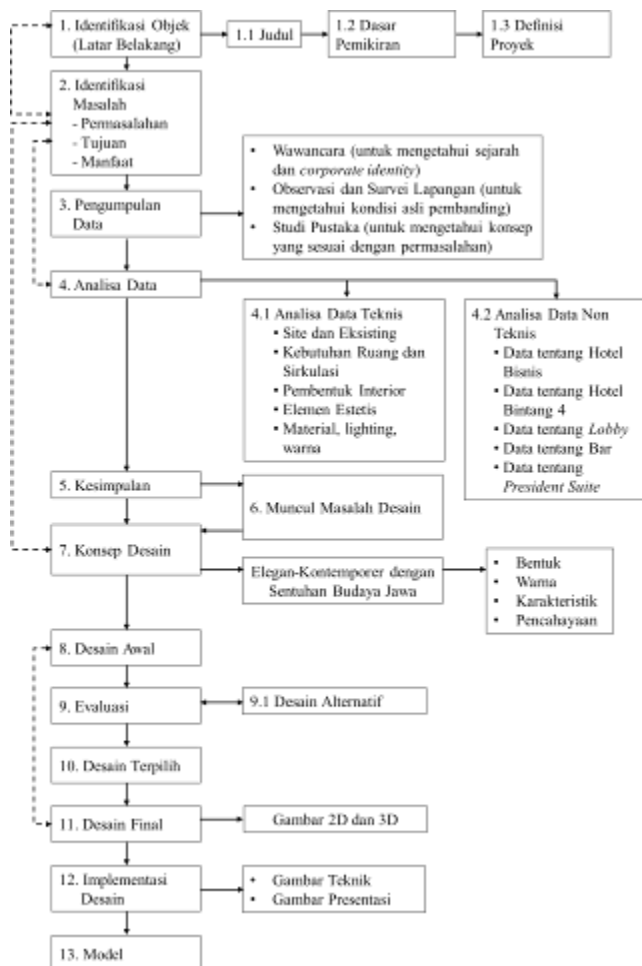 1. Identifikasi Objek
(Latar Belakang)
1.1 Judul
1.2 Dasar
Pemikiran
1.3 Definisi
Proyek
2. Identifikasi
Masalah
- Permasalahan
- Tujuan
- Manfaat
3. Pengumpulan
Data
• Wawancara (untuk mengetahui sejarah
dan corporate identity)
• Observasi dan Survei Lapangan (untuk
mengetahui kondisi asli pembanding)
• Studi Pustaka (untuk mengetahui konsep
yang sesuai dengan permasalahan)
4. Analisa Data
4.1 Analisa Data Teknis
• Site dan Eksisting
• Kebutuhan Ruang dan
Sirkulasi
• Pembentuk Interior
• Elemen Estetis
• Material, lighting,
warna
4.2 Analisa Data Non
Teknis
• Data tentang Hotel
Bisnis
• Data tentang Hotel
Bintang 4
• Data tentang Lobby
• Data tentang Bar
• Data tentang
President Suite
5. Kesimpulan
6. Muncul Masalah Desain
7. Konsep Desain
Elegan-Kontemporer dengan
Sentuhan Budaya Jawa
• Bentuk
• Warna
• Karakteristik
• Pencahayaan
8. Desain Awal
9. Evaluasi
9.1 Desain Alternatif
10. Desain Terpilih
11. Desain Final
Gambar 2D dan 3D
12. Implementasi
Desain
• Gambar Teknik
• Gambar Presentasi
13. Model